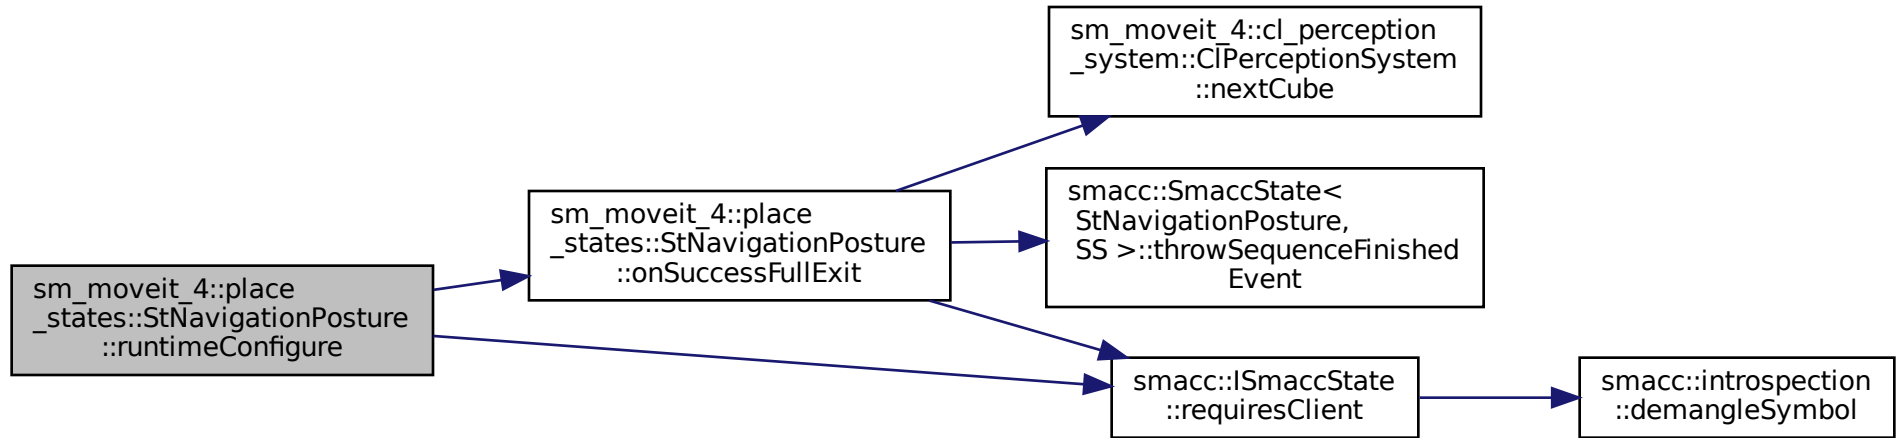 sm_moveit_4::place
_states::StNavigationPosture
::runtimeConfigure
sm_moveit_4::place
_states::StNavigationPosture
::onSuccessFullExit
sm_moveit_4::cl_perception
_system::ClPerceptionSystem
::nextCube
smacc::SmaccState<
StNavigationPosture,
SS >::throwSequenceFinished
Event
smacc::ISmaccState
::requiresClient
smacc::introspection
::demangleSymbol